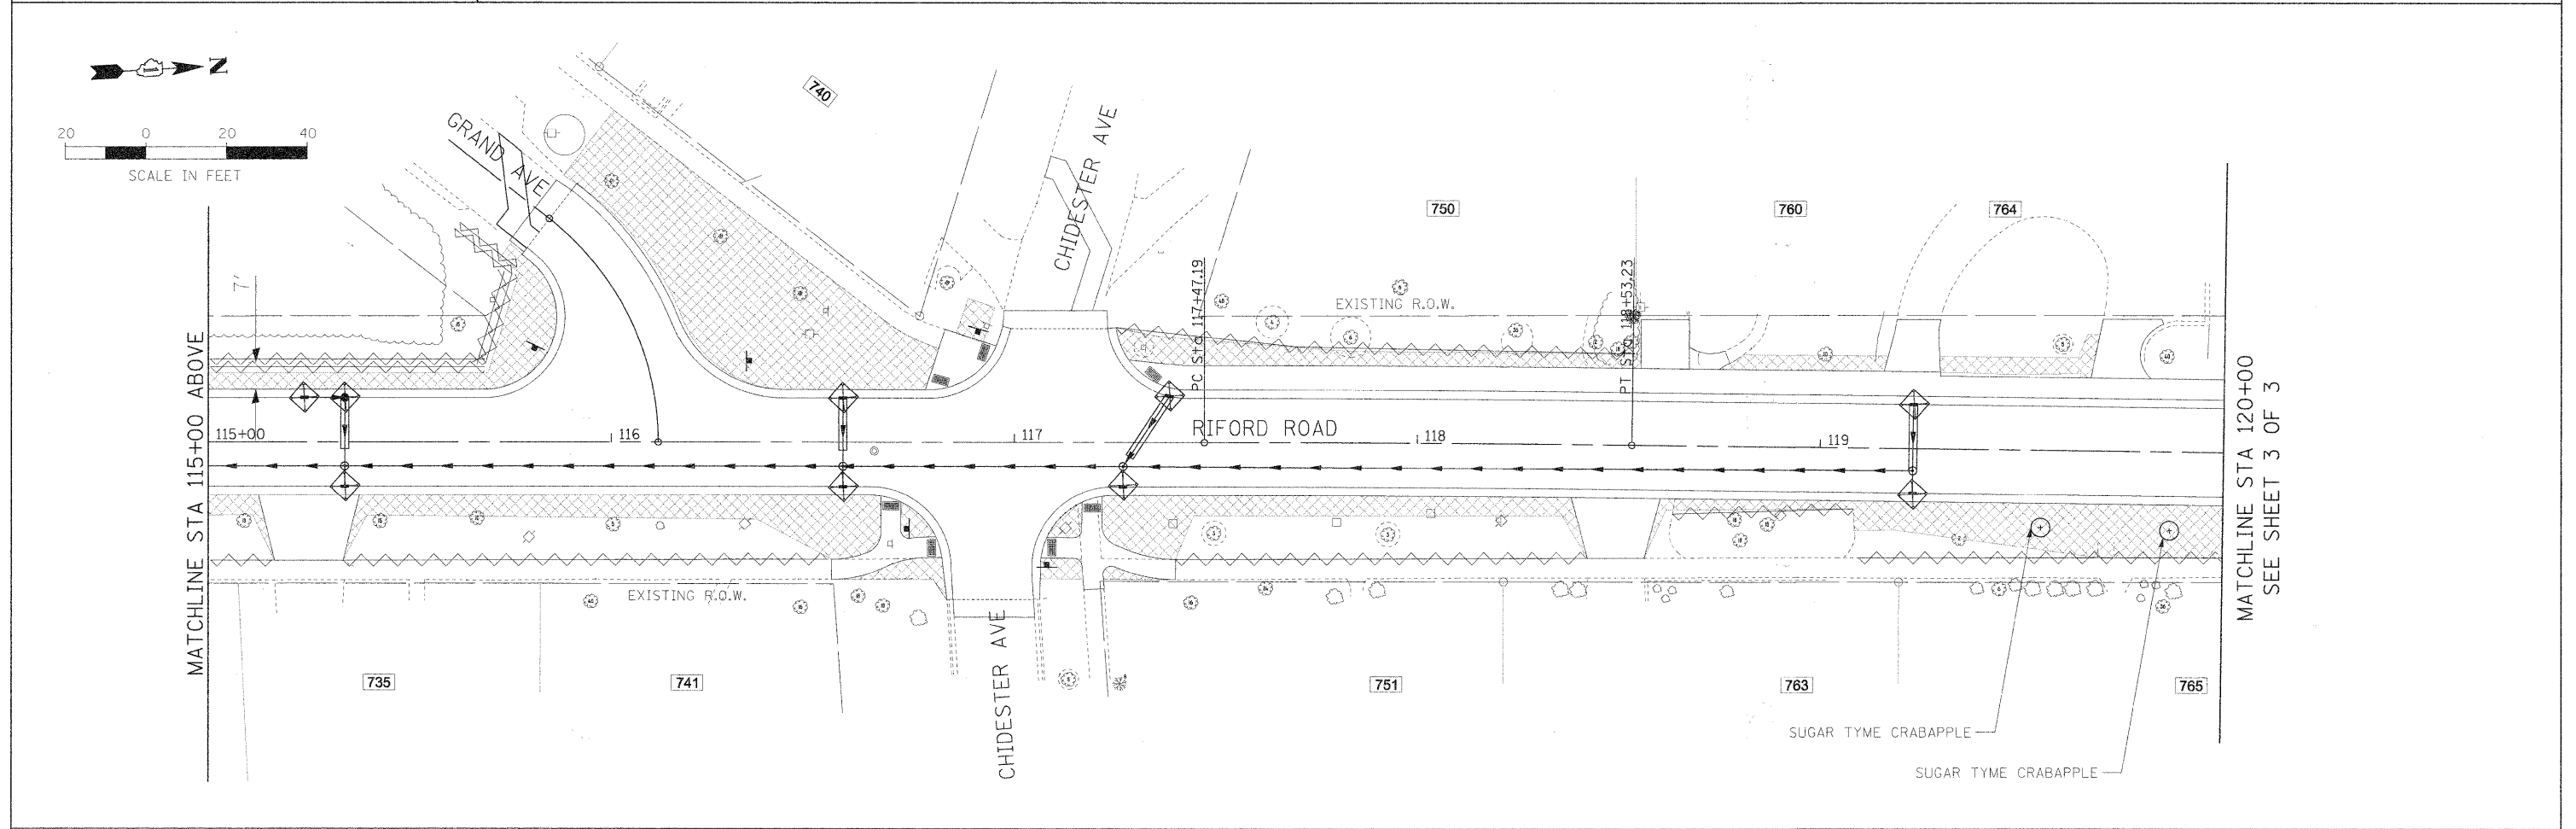 N
20 0 20 40
SCALE IN FEET
GRAND AVE
740
CHIDESTER AVE
750
760
764
7'
EXISTING R.O.W.
PC Sta. 117+47.19
PT Sta. 118+53.23
MATCHLINE STA 115+00 ABOVE
115+00
116
117
RIFORD ROAD
118
119
MATCHLINE STA 120+00
SEE SHEET 3 OF 3
EXISTING R.O.W.
CHIDESTER AVE
735
741
751
763
765
SUGAR TYME CRABAPPLE
SUGAR TYME CRABAPPLE